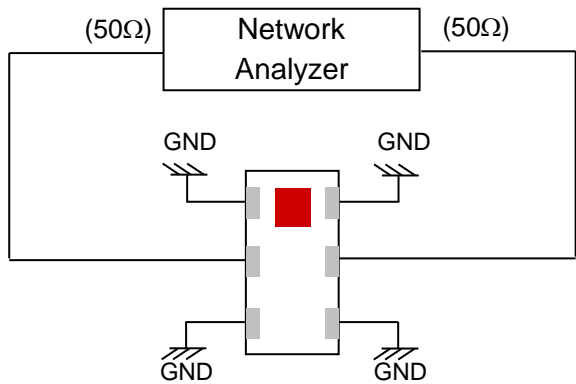 (50Ω)
Network
Analyzer
(50Ω)
GND
GND
GND
GND